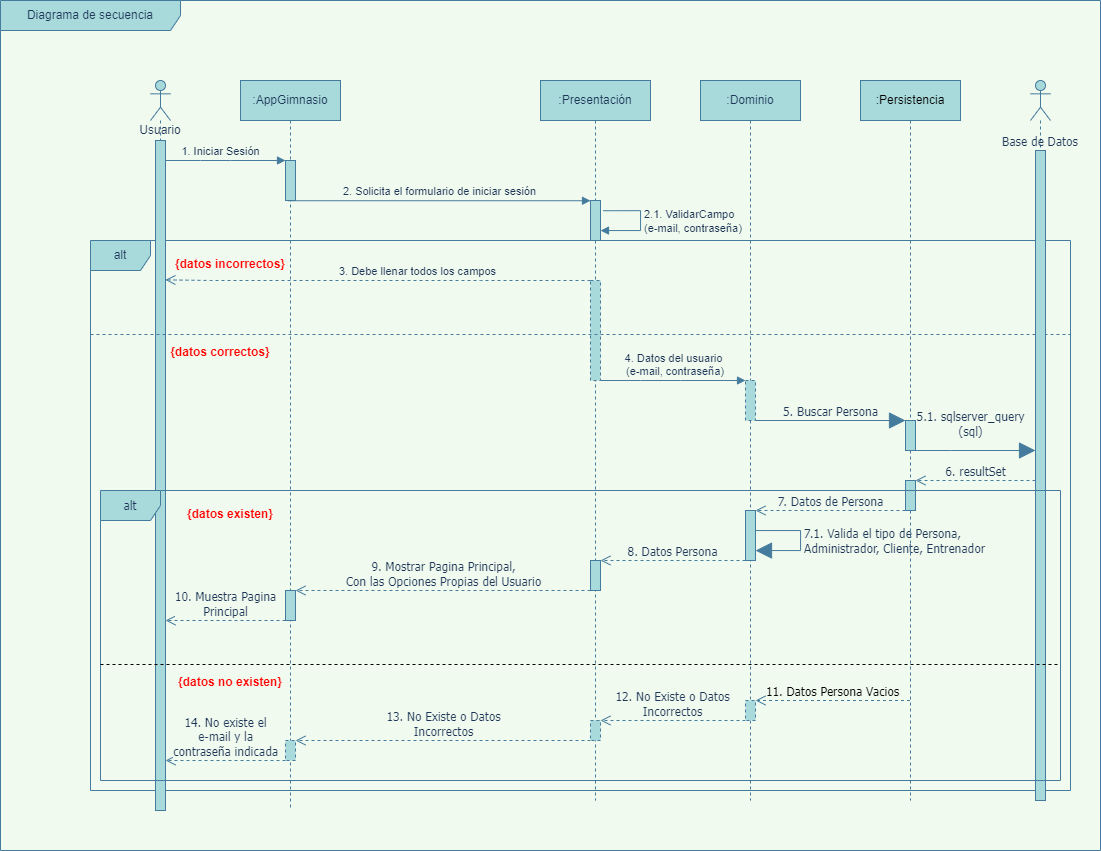 Diagrama de secuencia
:AppGimnasio
:Presentación
:Dominio
:Persistencia
Usuario
Base de Datos
1. Iniciar Sesión
2. Solicita el formulario de iniciar sesión
2.1. ValidarCampo
(e-mail, contraseña)
alt
{datos incorrectos}
3. Debe llenar todos los campos
{datos correctos}
4. Datos del usuario
(e-mail, contraseña)
5. Buscar Persona
5.1. sqlserver_query
(sql)
6. resultSet
alt
{datos existen}
7. Datos de Persona
7.1. Valida el tipo de Persona,
Administrador, Cliente, Entrenador
8. Datos Persona
9. Mostrar Pagina Principal,
Con las Opciones Propias del Usuario
10. Muestra Pagina
Principal
{datos no existen}
11. Datos Persona Vacios
12. No Existe o Datos
Incorrectos
13. No Existe o Datos
Incorrectos
14. No existe el
e-mail y la
contraseña indicada